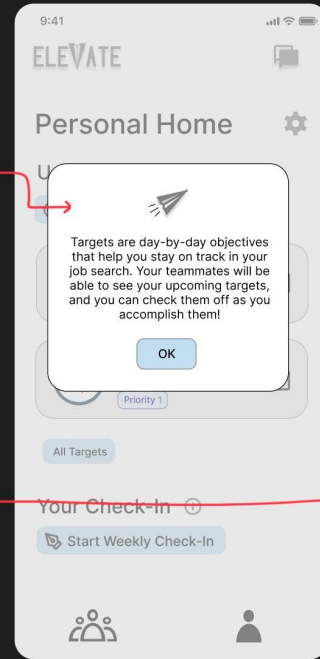 9:41
ELEVATE
Personal Home
U
Targets are day-by-day objectives
that help you stay on track in your
job search. Your teammates will be
able to see your upcoming targets,
and you can check them off as you
accomplish them!
OK
Priority 1
All Targets
Your Check-In
Start Weekly Check-In